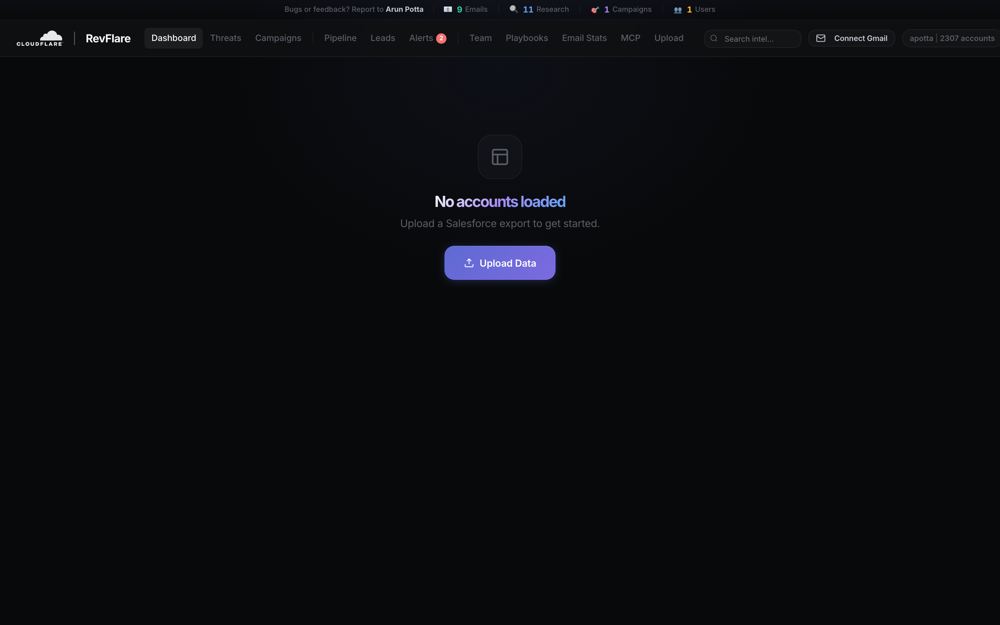 Bugs or feedback? Report to Arun Potta | 9 Emails | 11 Research | 1 Campaigns | 1 Users
CLOUDFLARE | RevFlare Dashboard Threats Campaigns | Pipeline Leads Alerts 2 | Team Playbooks Email Stats MCP Upload Search intel... Connect Gmail apotta | 2307 accounts
No accounts loaded
Upload a Salesforce export to get started.
Upload Data